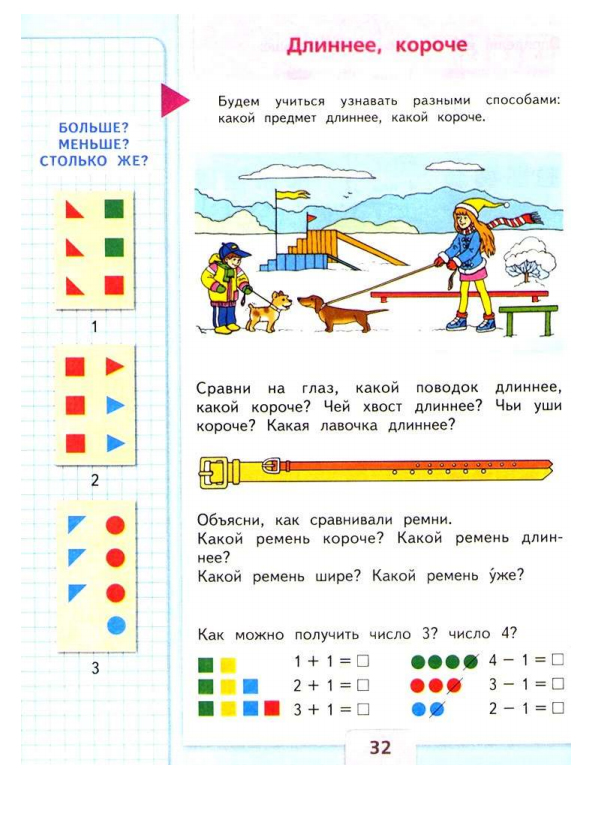 Длиннее, короче
Будем учиться узнавать разными способами:
какой предмет длиннее, какой короче.
БОЛЬШЕ?
МЕНЬШЕ?
СТОЛЬКО ЖЕ?
1
2
3
Сравни на глаз, какой поводок длиннее,
какой короче? Чей хвост длиннее? Чьи уши
короче? Какая лавочка длиннее?
Объясни, как сравнивали ремни.
Какой ремень короче? Какой ремень длин-
нее?
Какой ремень шире? Какой ремень у́же?
Как можно получить число 3? число 4?
1 + 1 = □ 4 − 1 = □
2 + 1 = □ 3 − 1 = □
3 + 1 = □ 2 − 1 = □
32